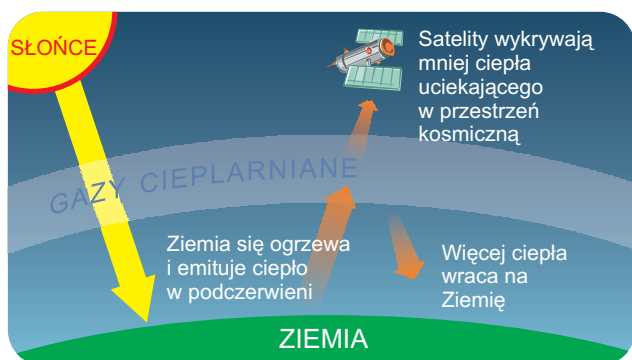 SŁOŃCE
Satelity wykrywają
mniej ciepła
uciekającego
w przestrzeń
kosmiczną
GAZY CIEPLARNIANE
Ziemia się ogrzewa
i emituje ciepło
w podczerwieni
Więcej ciepła
wraca na
Ziemię
ZIEMIA